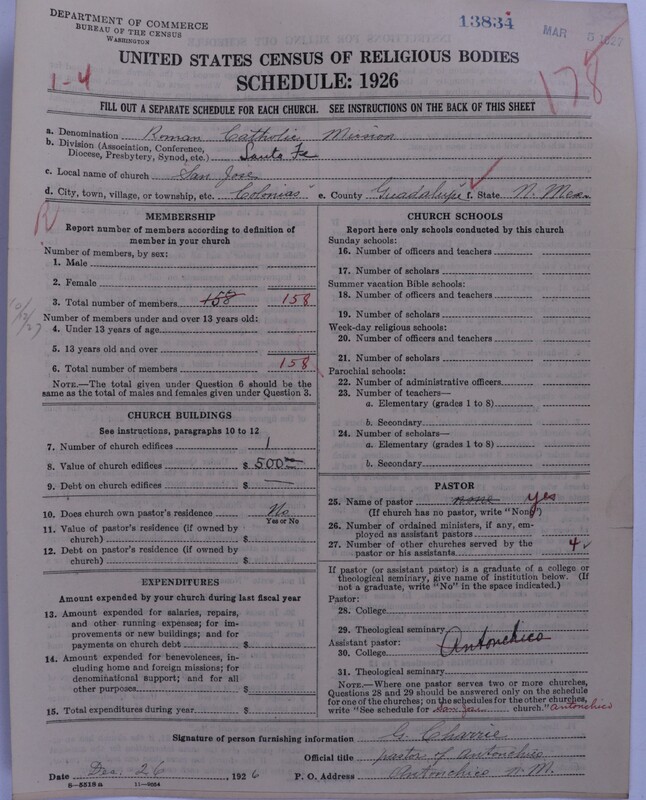 DEPARTMENT OF COMMERCE
BUREAU OF THE CENSUS
WASHINGTON
13834
MAR 5 1927
UNITED STATES CENSUS OF RELIGIOUS BODIES
SCHEDULE: 1926
1-4
178
FILL OUT A SEPARATE SCHEDULE FOR EACH CHURCH. SEE INSTRUCTIONS ON THE BACK OF THIS SHEET
a. Denomination Roman Catholic Mission
b. Division (Association, Conference, Diocese, Presbytery, Synod, etc.) Santa Fe
c. Local name of church San Jose
d. City, town, village, or township, etc. "Colonias" e. County Guadalupe f. State N. Mex.
R
MEMBERSHIP
Report number of members according to definition of
member in your church
Number of members, by sex:
1. Male
2. Female
3. Total number of members 158 158
Number of members under and over 13 years old:
4. Under 13 years of age
5. 13 years old and over
6. Total number of members 158
NOTE.—The total given under Question 6 should be
same as the total of males and females given under Question 3.
CHURCH BUILDINGS
See instructions, paragraphs 10 to 12
7. Number of church edifices 1
8. Value of church edifices $ 500
9. Debt on church edifices $ —
10. Does church own pastor's residence No
Yes or No
11. Value of pastor's residence (if owned by
church) $
12. Debt on pastor's residence (if owned by
church) $
EXPENDITURES
Amount expended by your church during last fiscal year
13. Amount expended for salaries, repairs,
and other running expenses; for im-
provements or new buildings; and for
payments on church debt $
14. Amount expended for benevolences, in-
cluding home and foreign missions; for
denominational support; and for all
other purposes $
15. Total expenditures during year $
CHURCH SCHOOLS
Report here only schools conducted by this church
Sunday schools:
16. Number of officers and teachers
17. Number of scholars
Summer vacation Bible schools:
18. Number of officers and teachers
19. Number of scholars
Week-day religious schools:
20. Number of officers and teachers
21. Number of scholars
Parochial schools:
22. Number of administrative officers
23. Number of teachers—
a. Elementary (grades 1 to 8)
b. Secondary
24. Number of scholars—
a. Elementary (grades 1 to 8)
b. Secondary
PASTOR
25. Name of pastor none yes
(If church has no pastor, write "None")
26. Number of ordained ministers, if any, em-
ployed as assistant pastors
27. Number of other churches served by the
pastor or his assistants 4
If pastor (or assistant pastor) is a graduate of a college or
theological seminary, give name of institution below. (If
not a graduate, write "No" in the space indicated.)
Pastor:
28. College
29. Theological seminary
Assistant pastor: Antonchico
30. College
31. Theological seminary
NOTE.—Where one pastor serves two or more churches,
Questions 28 and 29 should be answered only on the schedule
for one of the churches; on the schedules for the other churches,
write "See schedule for church." Antonchico
Signature of person furnishing information G. Charrie
Official title pastor of Antonchico
Date Dec. 26, 1926 P. O. Address Antonchico N. M.
8—5318 a 11—9054